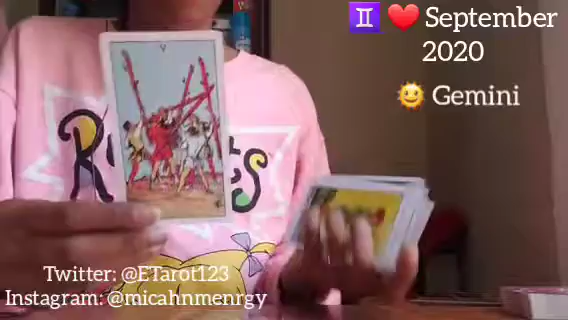 ♊ ❤️ September
2020
🌞 Gemini
V
Twitter: @ETarot123
Instagram: @micahnmenrgy